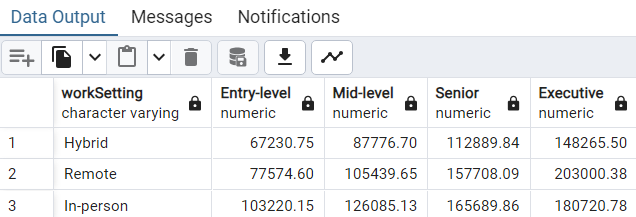 Data Output Messages Notifications
workSetting Entry-level Mid-level Senior Executive
character varying numeric numeric numeric numeric
1 Hybrid 67230.75 87776.70 112889.84 148265.50
2 Remote 77574.60 105439.65 157708.09 203000.38
3 In-person 103220.15 126085.13 165689.86 180720.78